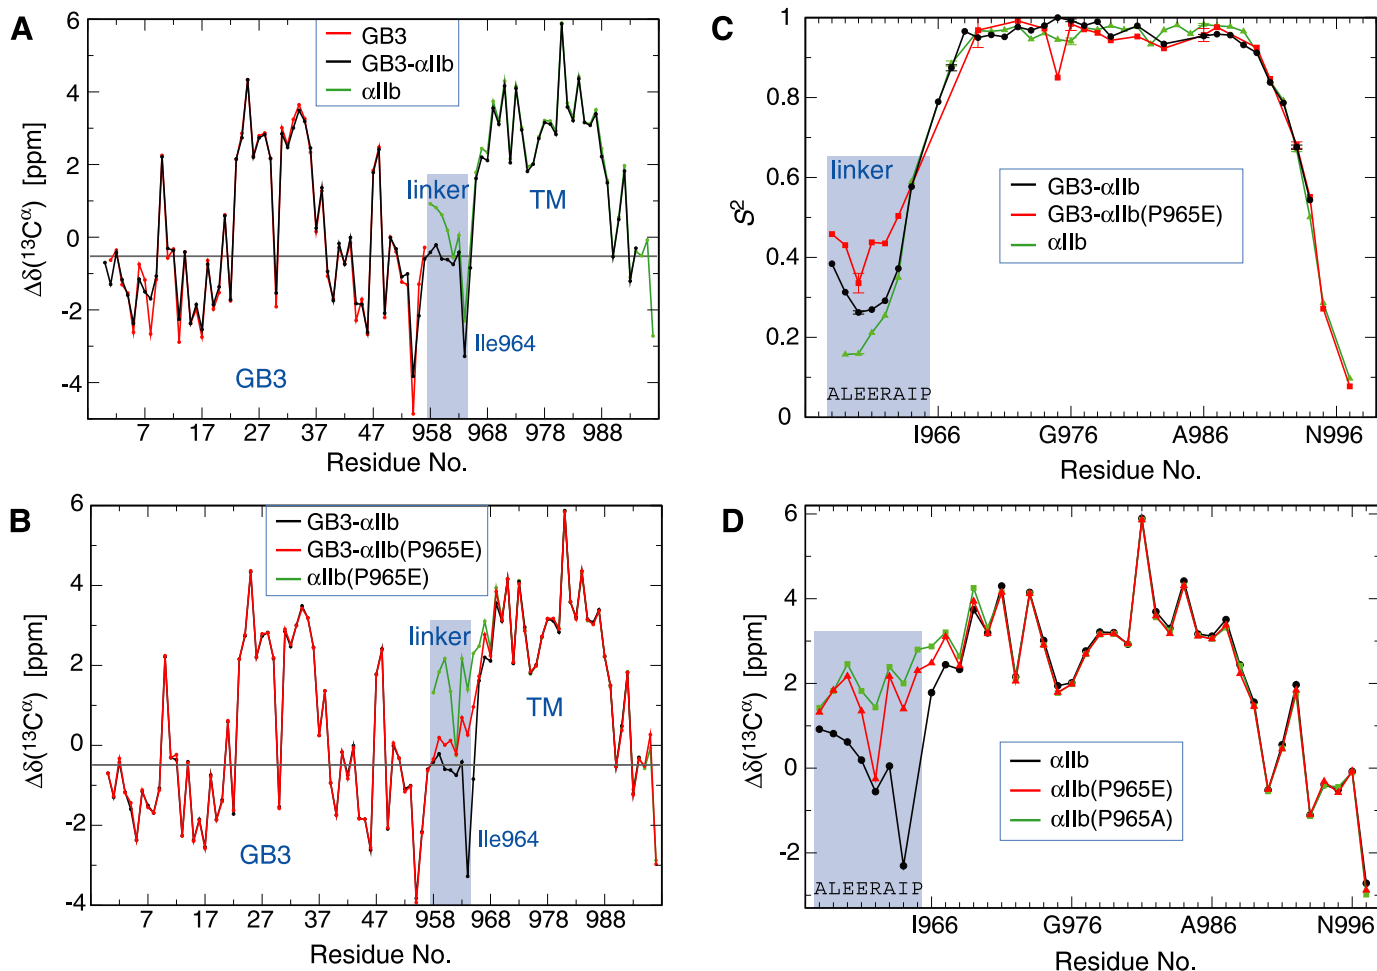 A
6
4
2
0
-2
-4
Δδ(¹³Cᵅ) [ppm]
GB3
GB3-αIIb
αIIb
linker
TM
Ile964
GB3
7 17 27 37 47 958 968 978 988
Residue No.
B
6
4
2
0
-2
-4
Δδ(¹³Cᵅ) [ppm]
GB3-αIIb
GB3-αIIb(P965E)
αIIb(P965E)
linker
TM
Ile964
GB3
7 17 27 37 47 958 968 978 988
Residue No.
C
1
0.8
0.6
0.4
0.2
0
S²
linker
GB3-αIIb
GB3-αIIb(P965E)
αIIb
ALEERAIP
I966 G976 A986 N996
Residue No.
D
6
4
2
0
-2
Δδ(¹³Cᵅ) [ppm]
αIIb
αIIb(P965E)
αIIb(P965A)
ALEERAIP
I966 G976 A986 N996
Residue No.